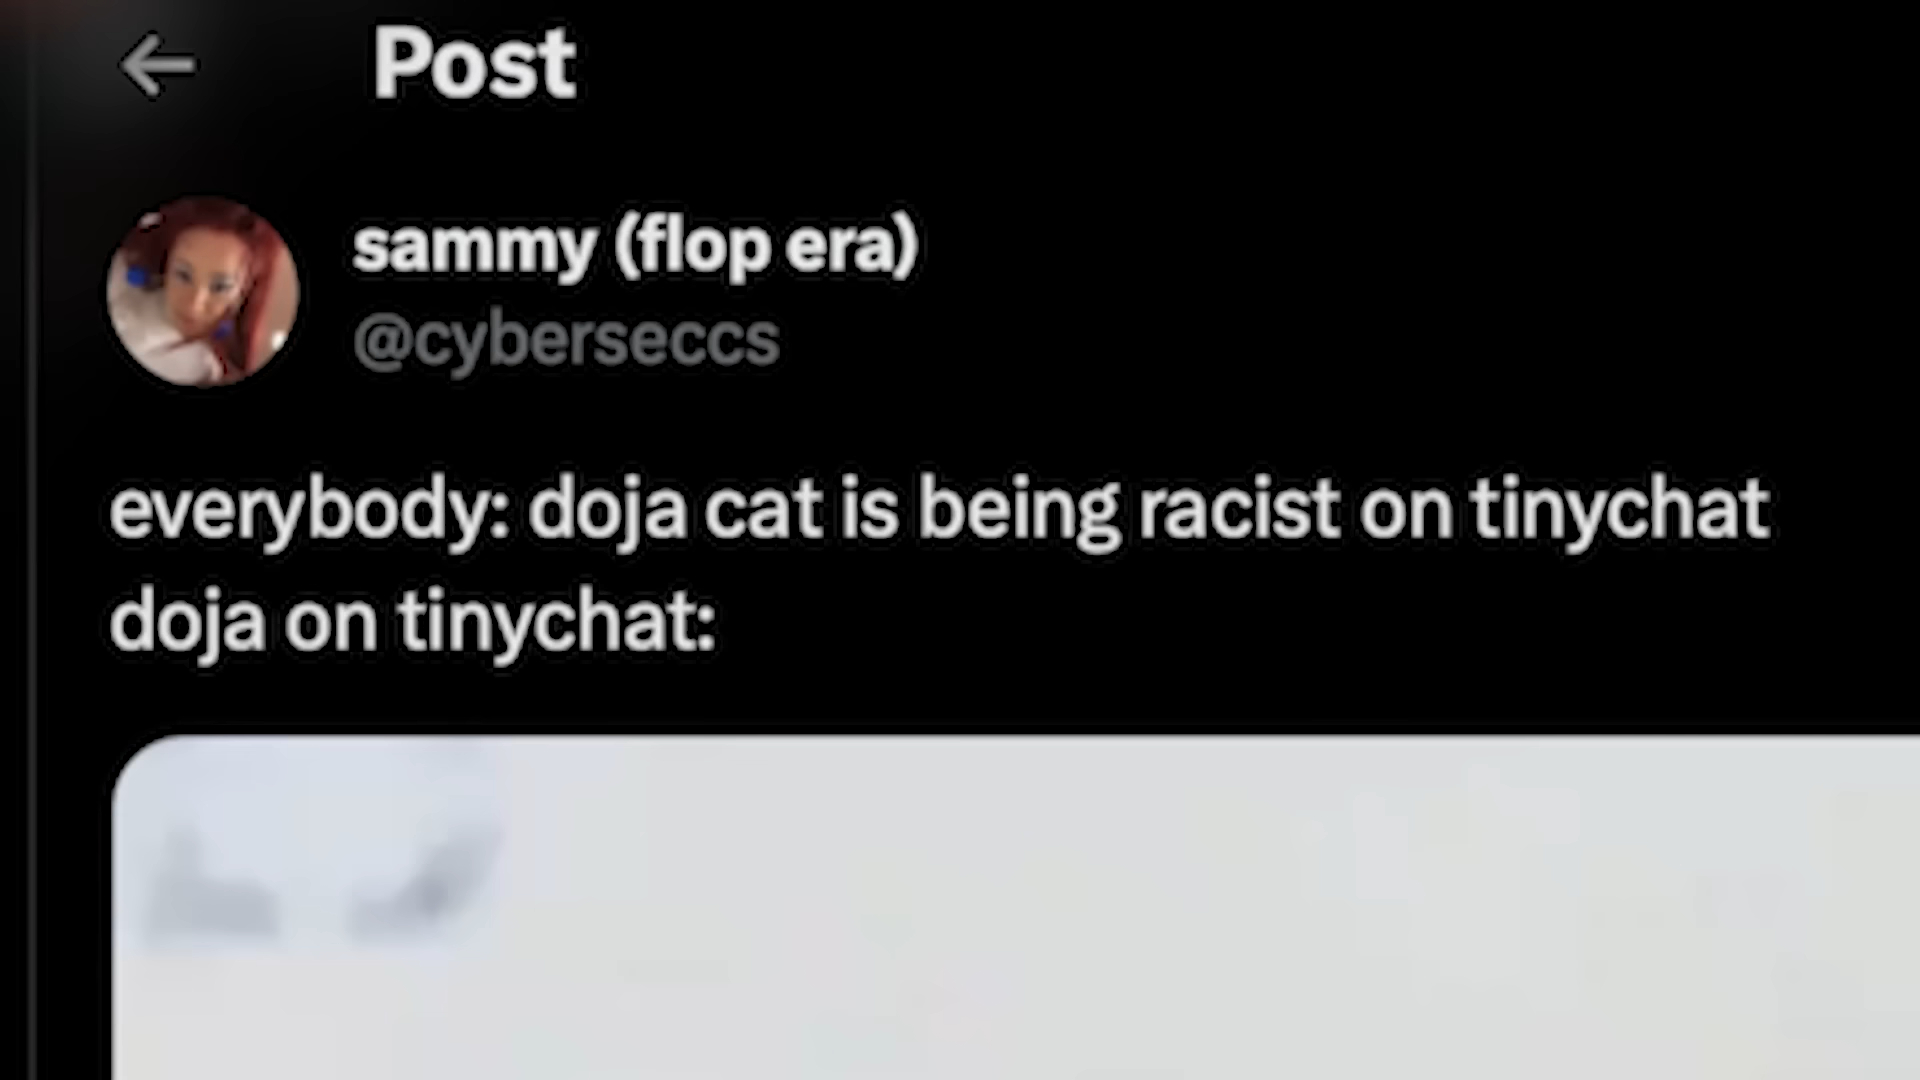 Post
sammy (flop era)
@cyberseccs
everybody: doja cat is being racist on tinychat
doja on tinychat: